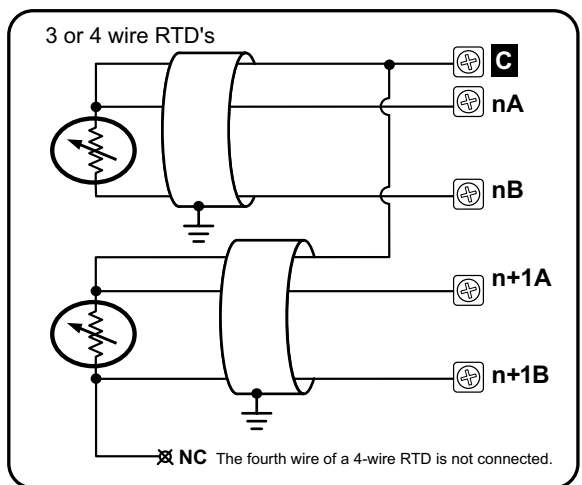 3 or 4 wire RTD's
C
nA
nB
n+1A
n+1B
NC The fourth wire of a 4-wire RTD is not connected.